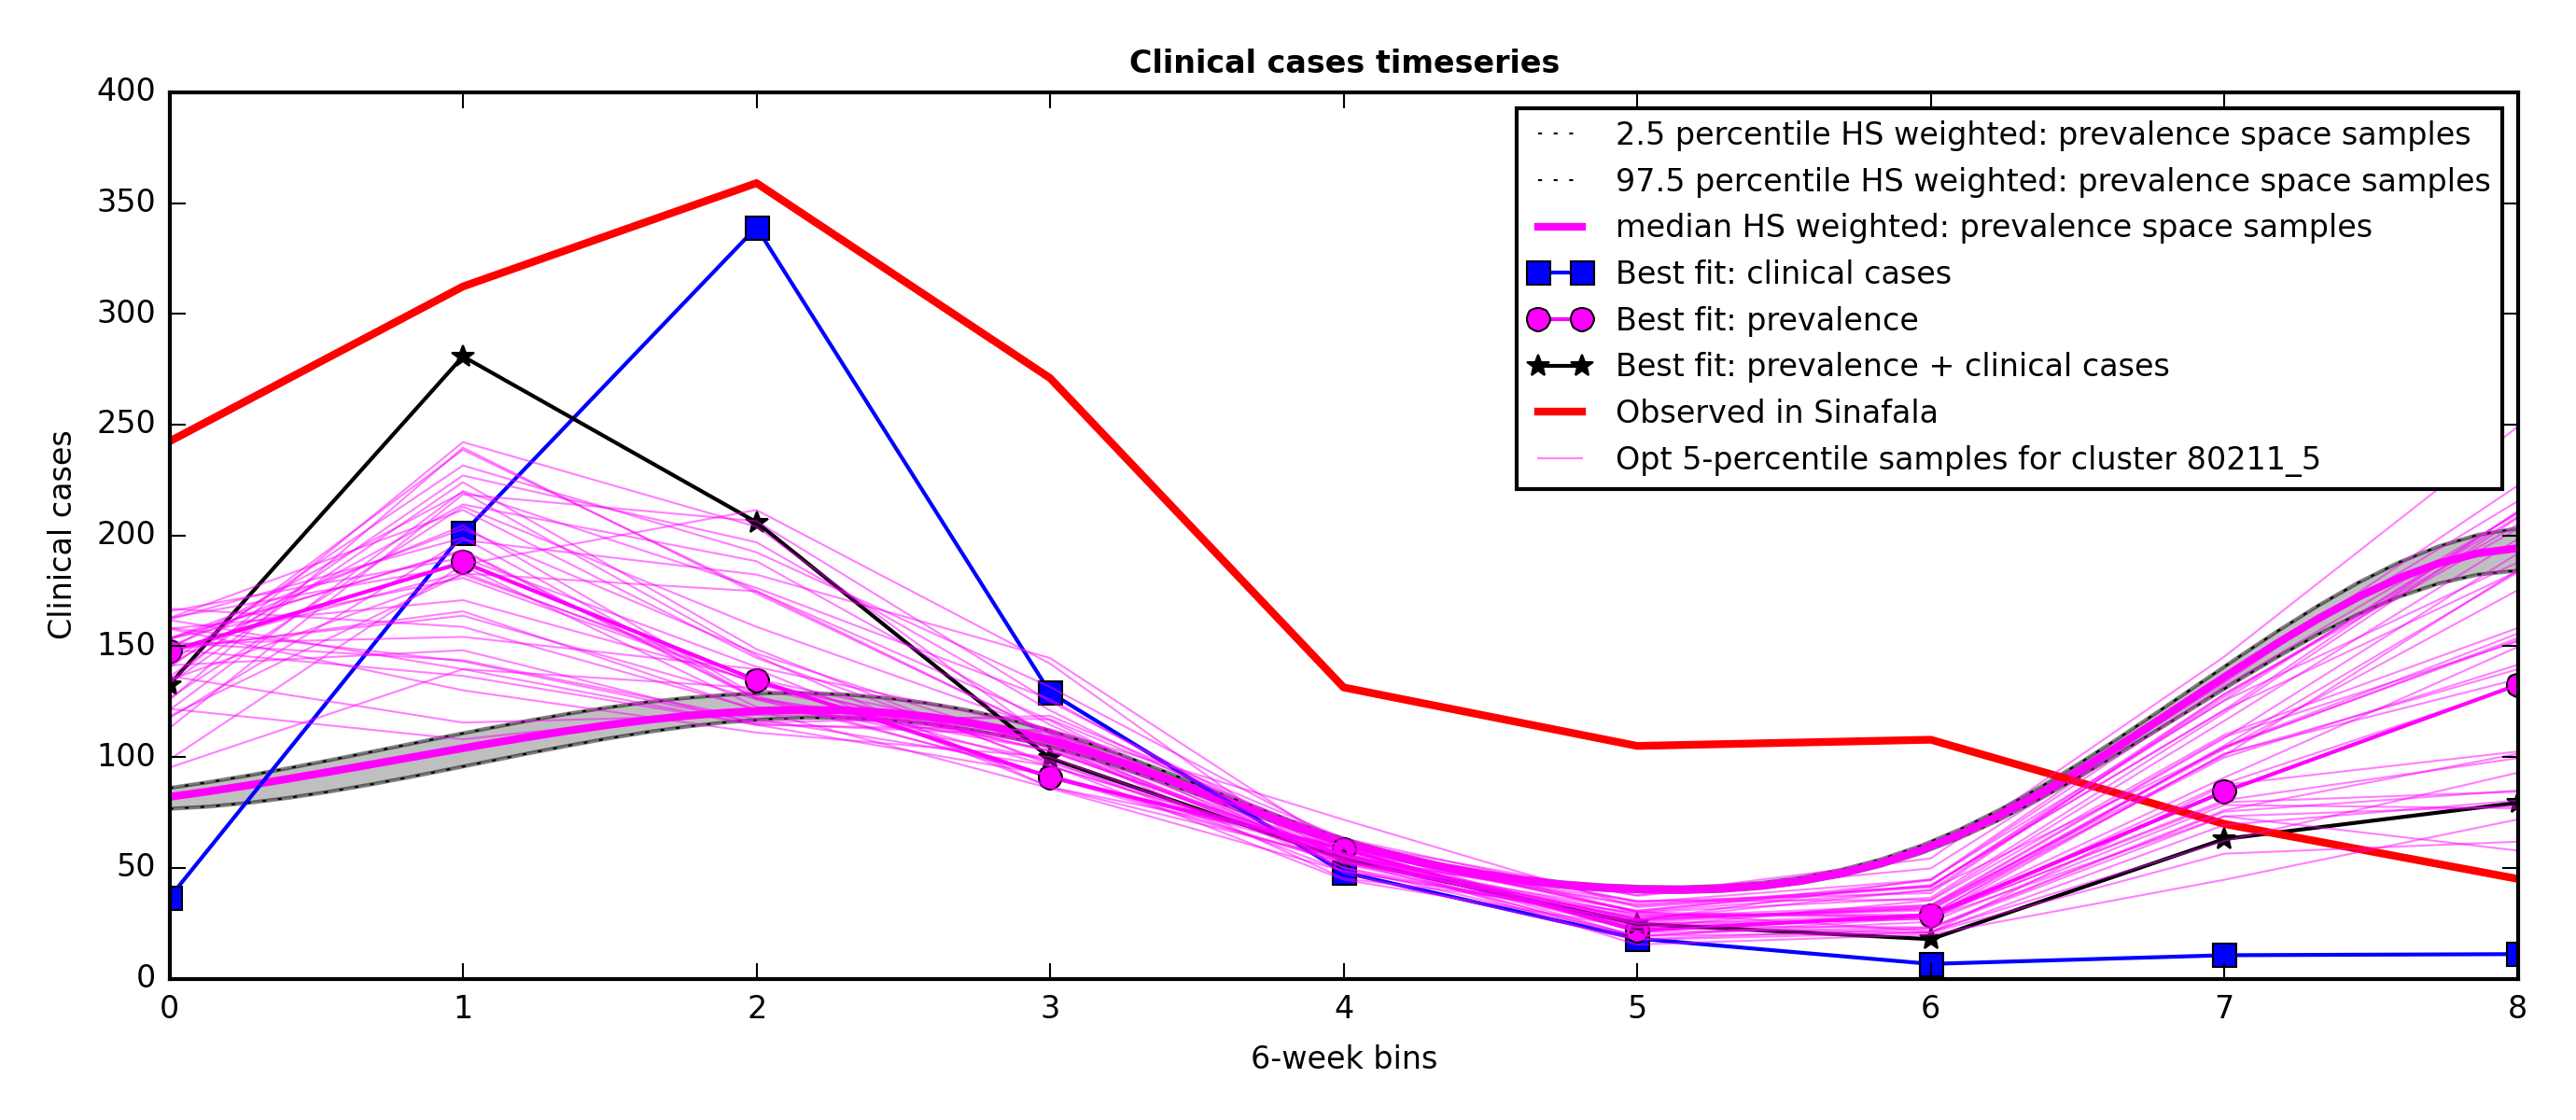 Clinical cases timeseries
400
350
300
250
200
150
100
50
0
Clinical cases
2.5 percentile HS weighted: prevalence space samples
97.5 percentile HS weighted: prevalence space samples
median HS weighted: prevalence space samples
Best fit: clinical cases
Best fit: prevalence
Best fit: prevalence + clinical cases
Observed in Sinafala
Opt 5-percentile samples for cluster 80211_5
0 1 2 3 4 5 6 7 8
6-week bins